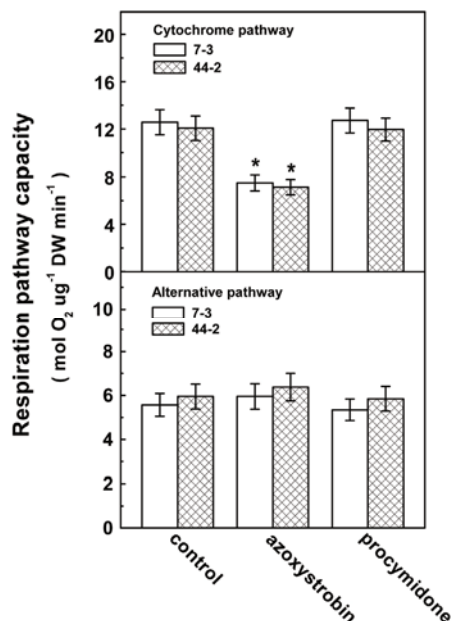 Respiration pathway capacity
( mol O₂ ug⁻¹ DW min⁻¹ )
Cytochrome pathway
7-3
44-2
20
16
12
8
4
0
* *
Alternative pathway
7-3
44-2
10
8
6
4
2
0
control
azoxystrobin
procymidone